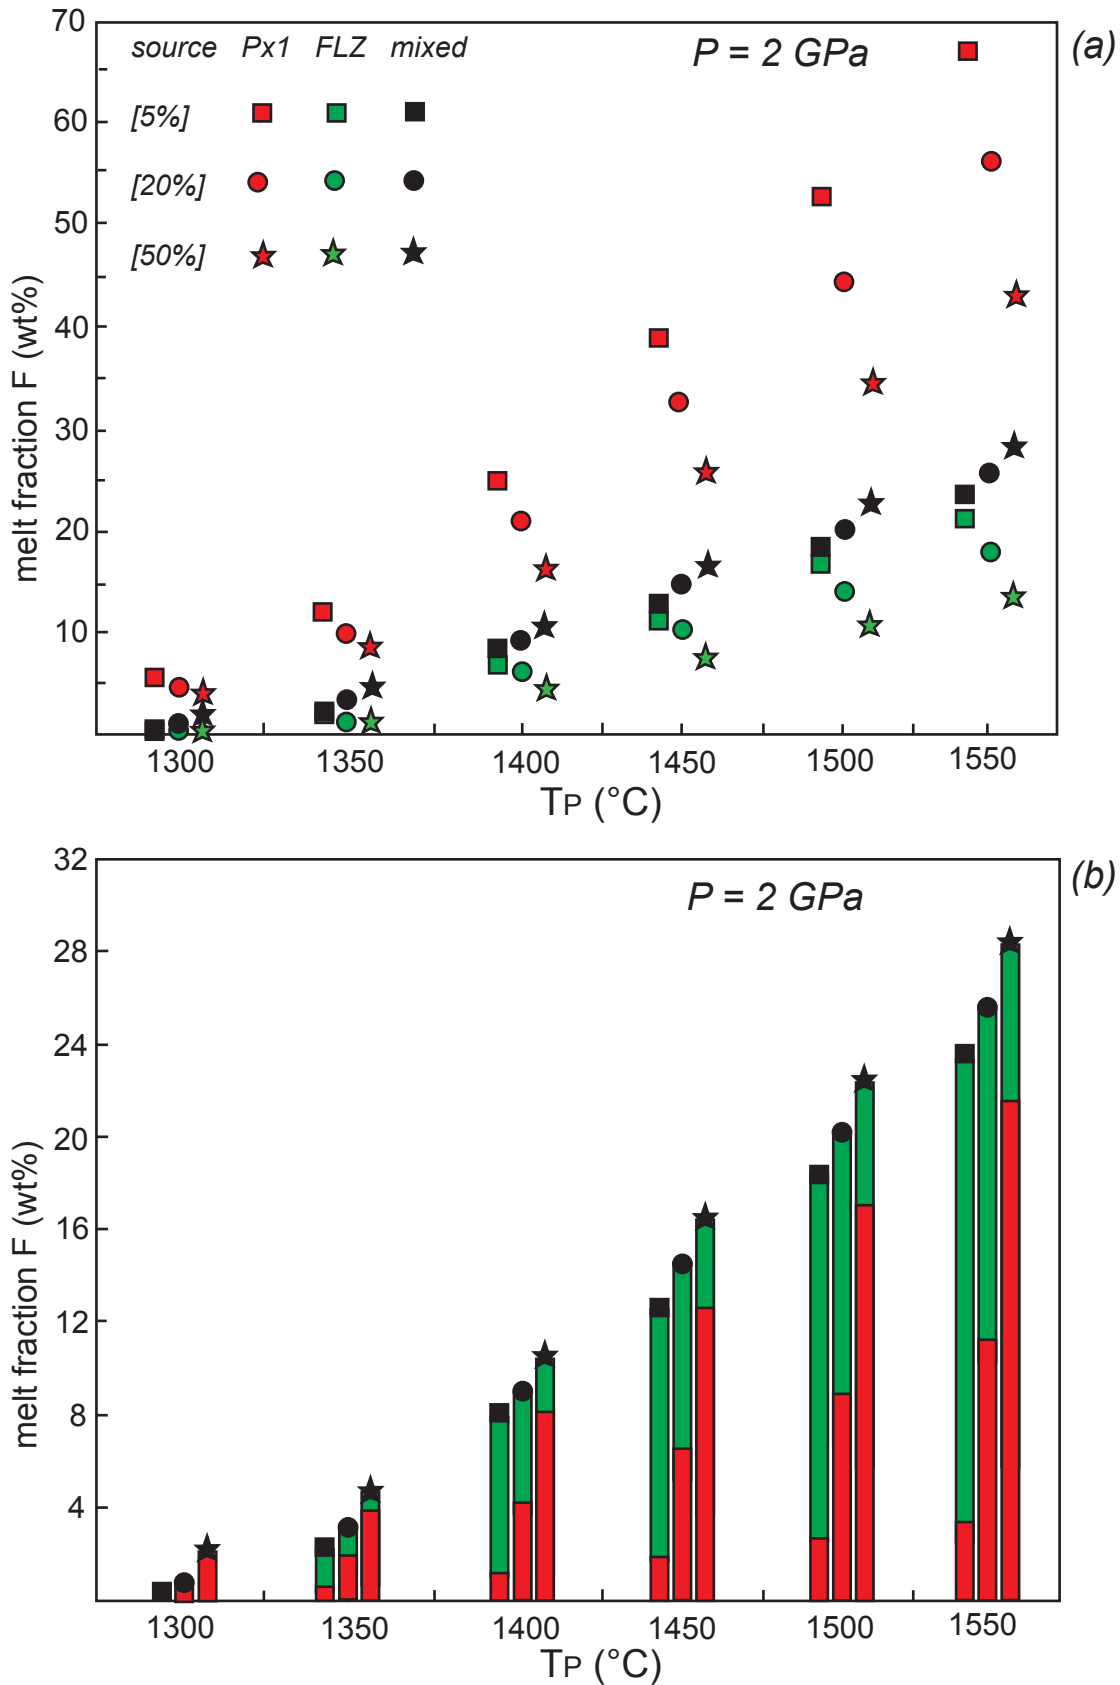 70
source Px1 FLZ mixed
P = 2 GPa
(a)
[5%]
60
[20%]
50
[50%]
40
30
20
10
melt fraction F (wt%)
1300 1350 1400 1450 1500 1550
TP (°C)
32
P = 2 GPa
(b)
28
24
20
16
12
8
4
melt fraction F (wt%)
1300 1350 1400 1450 1500 1550
TP (°C)